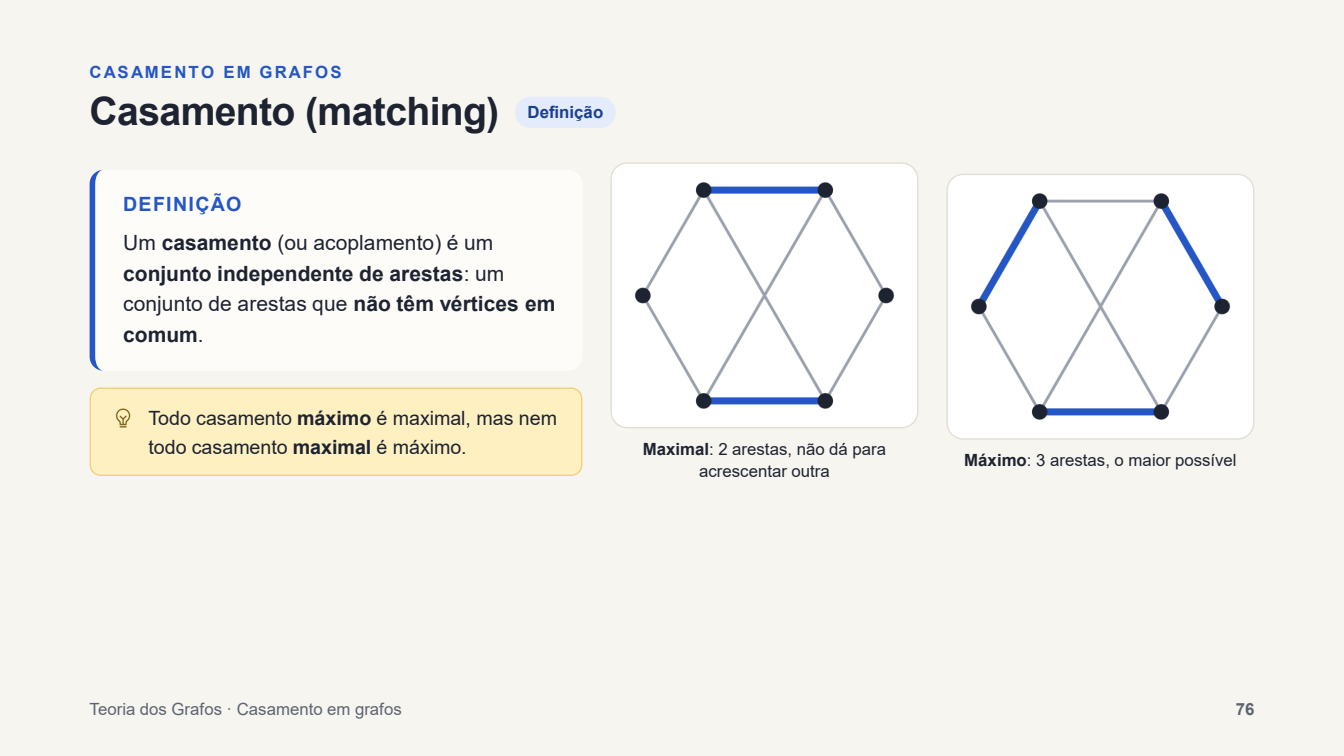 CASAMENTO EM GRAFOS
Casamento (matching)
Definição
DEFINIÇÃO
Um casamento (ou acoplamento) é um
conjunto independente de arestas: um
conjunto de arestas que não têm vértices em
comum.
Todo casamento máximo é maximal, mas nem
todo casamento maximal é máximo.
Maximal: 2 arestas, não dá para
acrescentar outra
Máximo: 3 arestas, o maior possível
Teoria dos Grafos · Casamento em grafos
76